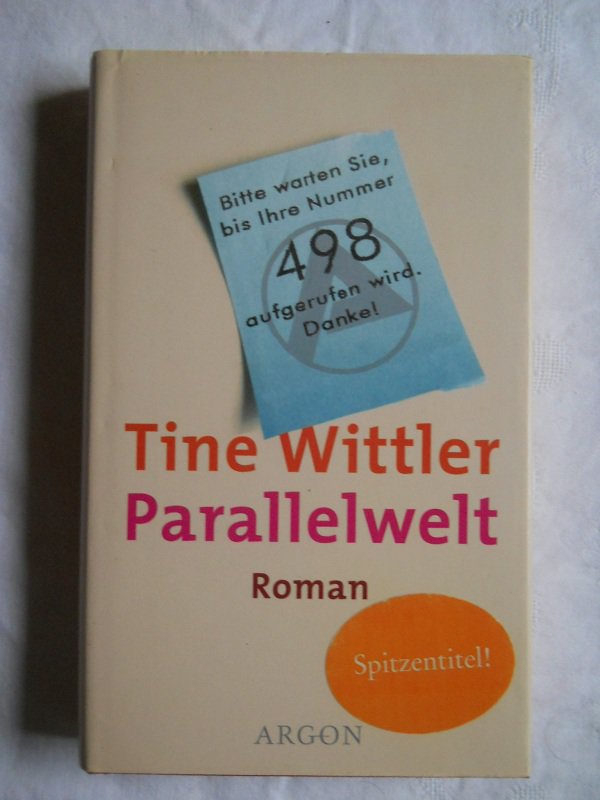 Bitte warten Sie,
bis Ihre Nummer
498
aufgerufen wird.
Danke!
Tine Wittler
Parallelwelt
Roman
Spitzentitel!
ARGON